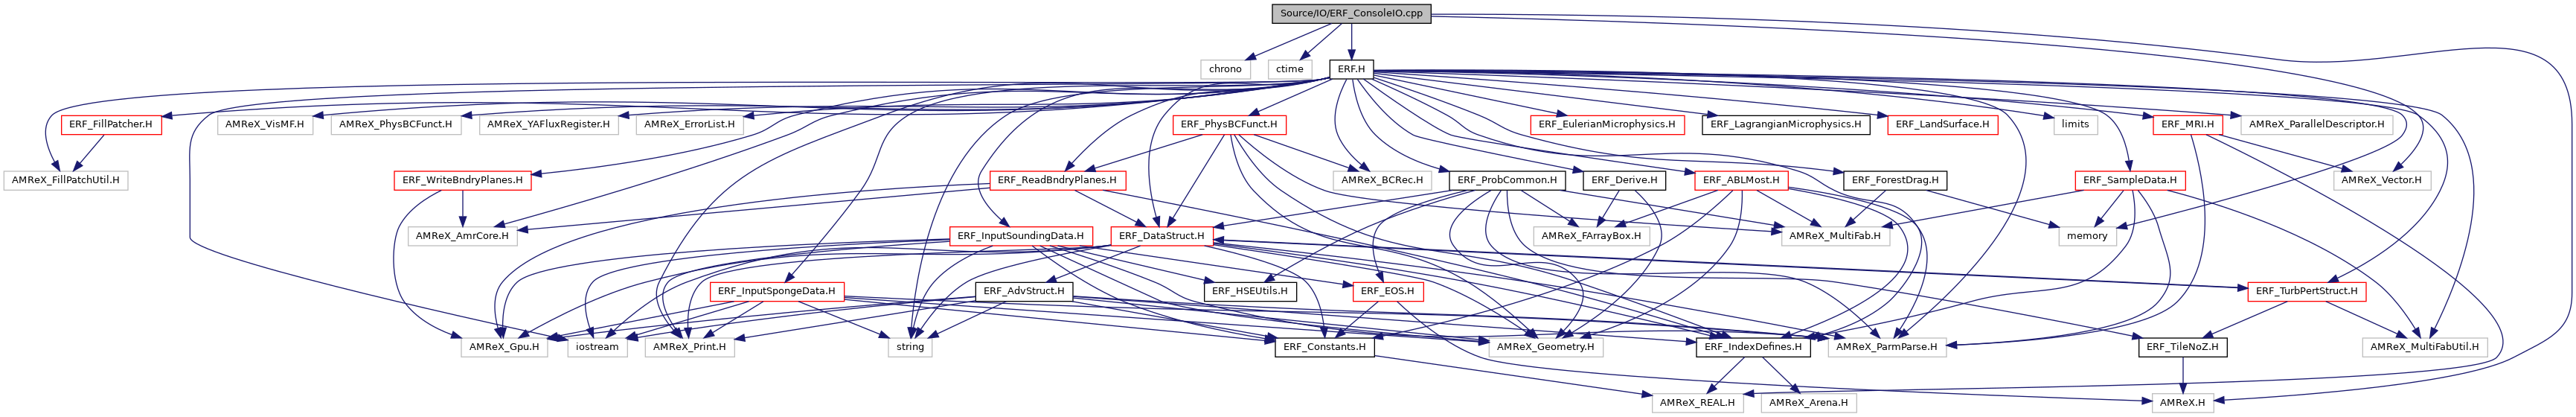 Source/IO/ERF_ConsoleIO.cpp
chrono
ctime
ERF.H
ERF_FillPatcher.H
AMReX_VisMF.H
AMReX_PhysBCFunct.H
AMReX_YAFluxRegister.H
AMReX_ErrorList.H
ERF_PhysBCFunct.H
ERF_EulerianMicrophysics.H
ERF_LagrangianMicrophysics.H
ERF_LandSurface.H
limits
ERF_MRI.H
AMReX_ParallelDescriptor.H
AMReX_FillPatchUtil.H
ERF_WriteBndryPlanes.H
ERF_ReadBndryPlanes.H
AMReX_BCRec.H
ERF_ProbCommon.H
ERF_Derive.H
ERF_ABLMost.H
ERF_ForestDrag.H
ERF_SampleData.H
AMReX_Vector.H
AMReX_AmrCore.H
ERF_InputSoundingData.H
ERF_DataStruct.H
AMReX_FArrayBox.H
AMReX_MultiFab.H
memory
ERF_InputSpongeData.H
ERF_AdvStruct.H
ERF_HSEUtils.H
ERF_EOS.H
ERF_TurbPertStruct.H
AMReX_Gpu.H
iostream
AMReX_Print.H
string
ERF_Constants.H
AMReX_Geometry.H
ERF_IndexDefines.H
AMReX_ParmParse.H
ERF_TileNoZ.H
AMReX_MultiFabUtil.H
AMReX_REAL.H
AMReX_Arena.H
AMReX.H